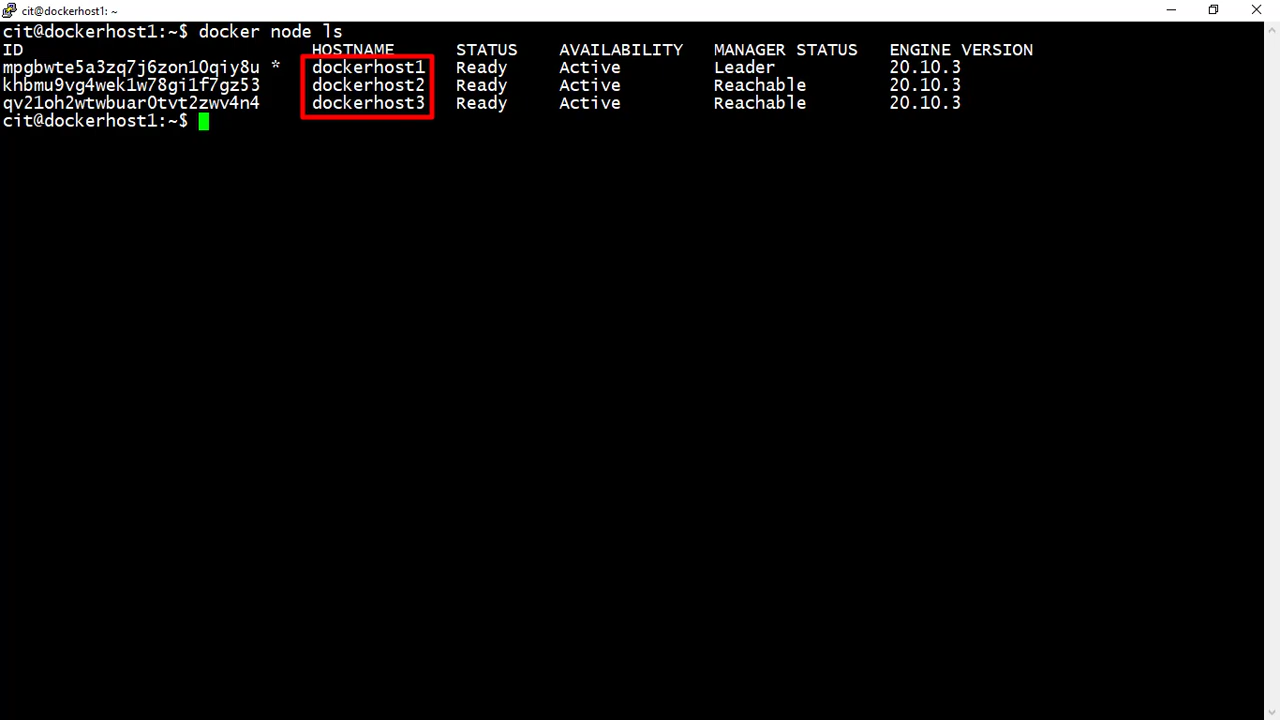 cit@dockerhost1: ~
cit@dockerhost1:~$ docker node ls
ID HOSTNAME STATUS AVAILABILITY MANAGER STATUS ENGINE VERSION
mpgbwte5a3zq7j6zon10qiy8u * dockerhost1 Ready Active Leader 20.10.3
khbmu9vg4wek1w78gi1f7gz53 dockerhost2 Ready Active Reachable 20.10.3
qv21oh2wtwbuar0tvt2zwv4n4 dockerhost3 Ready Active Reachable 20.10.3
cit@dockerhost1:~$